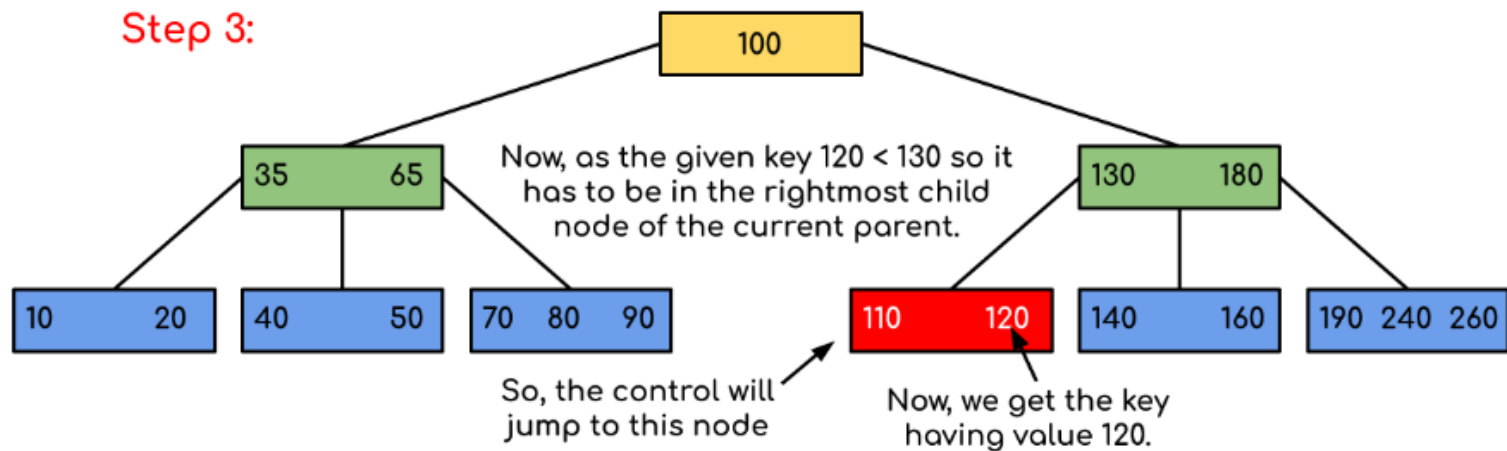 Step 3:
100
Now, as the given key 120 < 130 so it
has to be in the rightmost child
node of the current parent.
35 65
130 180
10 20
40 50
70 80 90
110 120
140 160
190 240 260
So, the control will
jump to this node
Now, we get the key
having value 120.